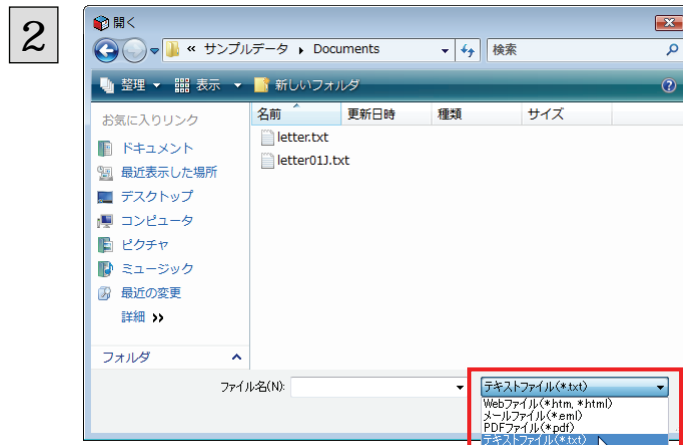 2
開く
« サンプルデータ ▸ Documents
検索
整理 ▼ 表示 ▼ 新しいフォルダ
お気に入りリンク
ドキュメント
最近表示した場所
デスクトップ
コンピュータ
ピクチャ
ミュージック
最近の変更
詳細 »
フォルダ
名前 更新日時 種類 サイズ
letter.txt
letter01J.txt
ファイル名(N):
テキストファイル(*.txt)
Webファイル(*htm, *html)
メールファイル(*.eml)
PDFファイル(*.pdf)
テキストファイル(*.txt)